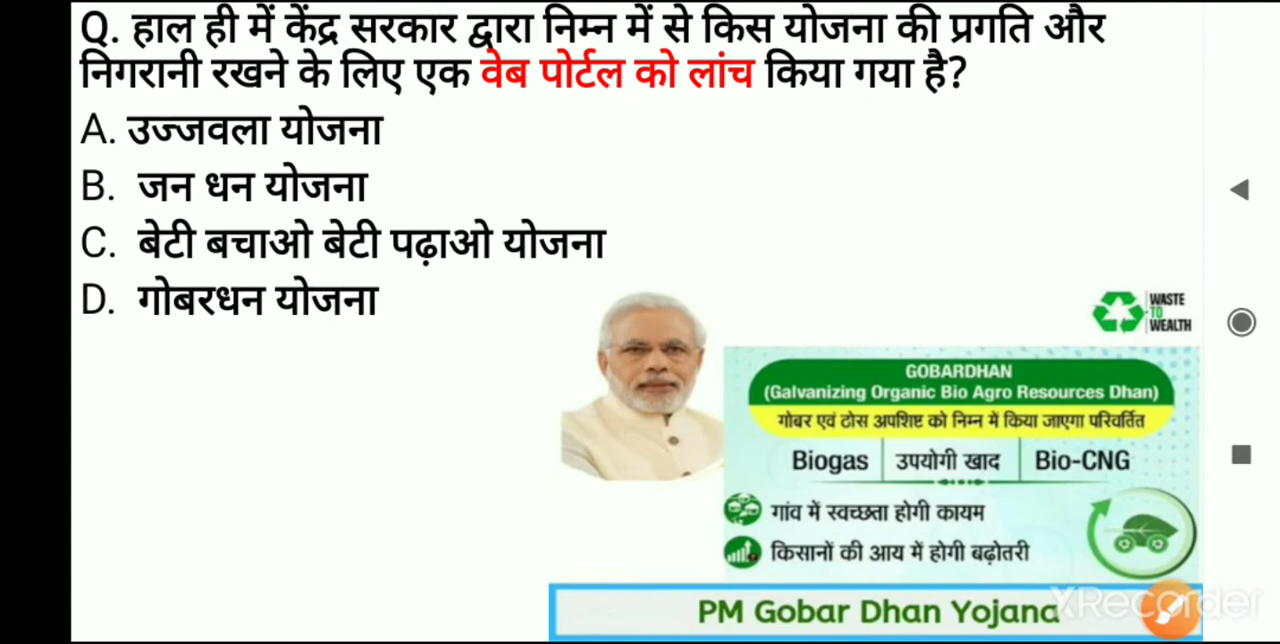 Q. हाल ही में केंद्र सरकार द्वारा निम्न में से किस योजना की प्रगति और
निगरानी रखने के लिए एक वेब पोर्टल को लांच किया गया है?
A. उज्जवला योजना
B. जन धन योजना
C. बेटी बचाओ बेटी पढ़ाओ योजना
D. गोबरधन योजना
WASTE
TO
WEALTH
GOBARDHAN
(Galvanizing Organic Bio Agro Resources Dhan)
गोबर एवं ठोस अपशिष्ट को निम्न में किया जाएगा परिवर्तित
Biogas उपयोगी खाद Bio-CNG
गांव में स्वच्छता होगी कायम
किसानों की आय में होगी बढ़ोतरी
PM Gobar Dhan Yojana
XRecorder